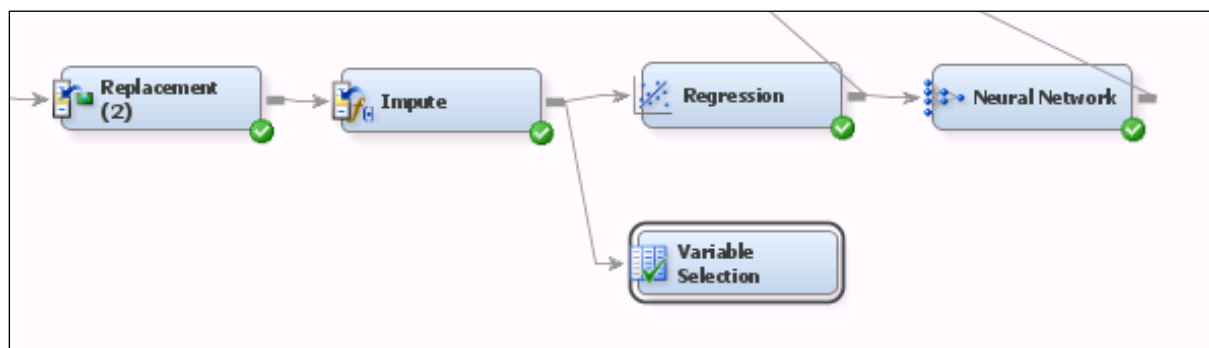 Replacement
(2)
Impute
Regression
Neural Network
Variable
Selection